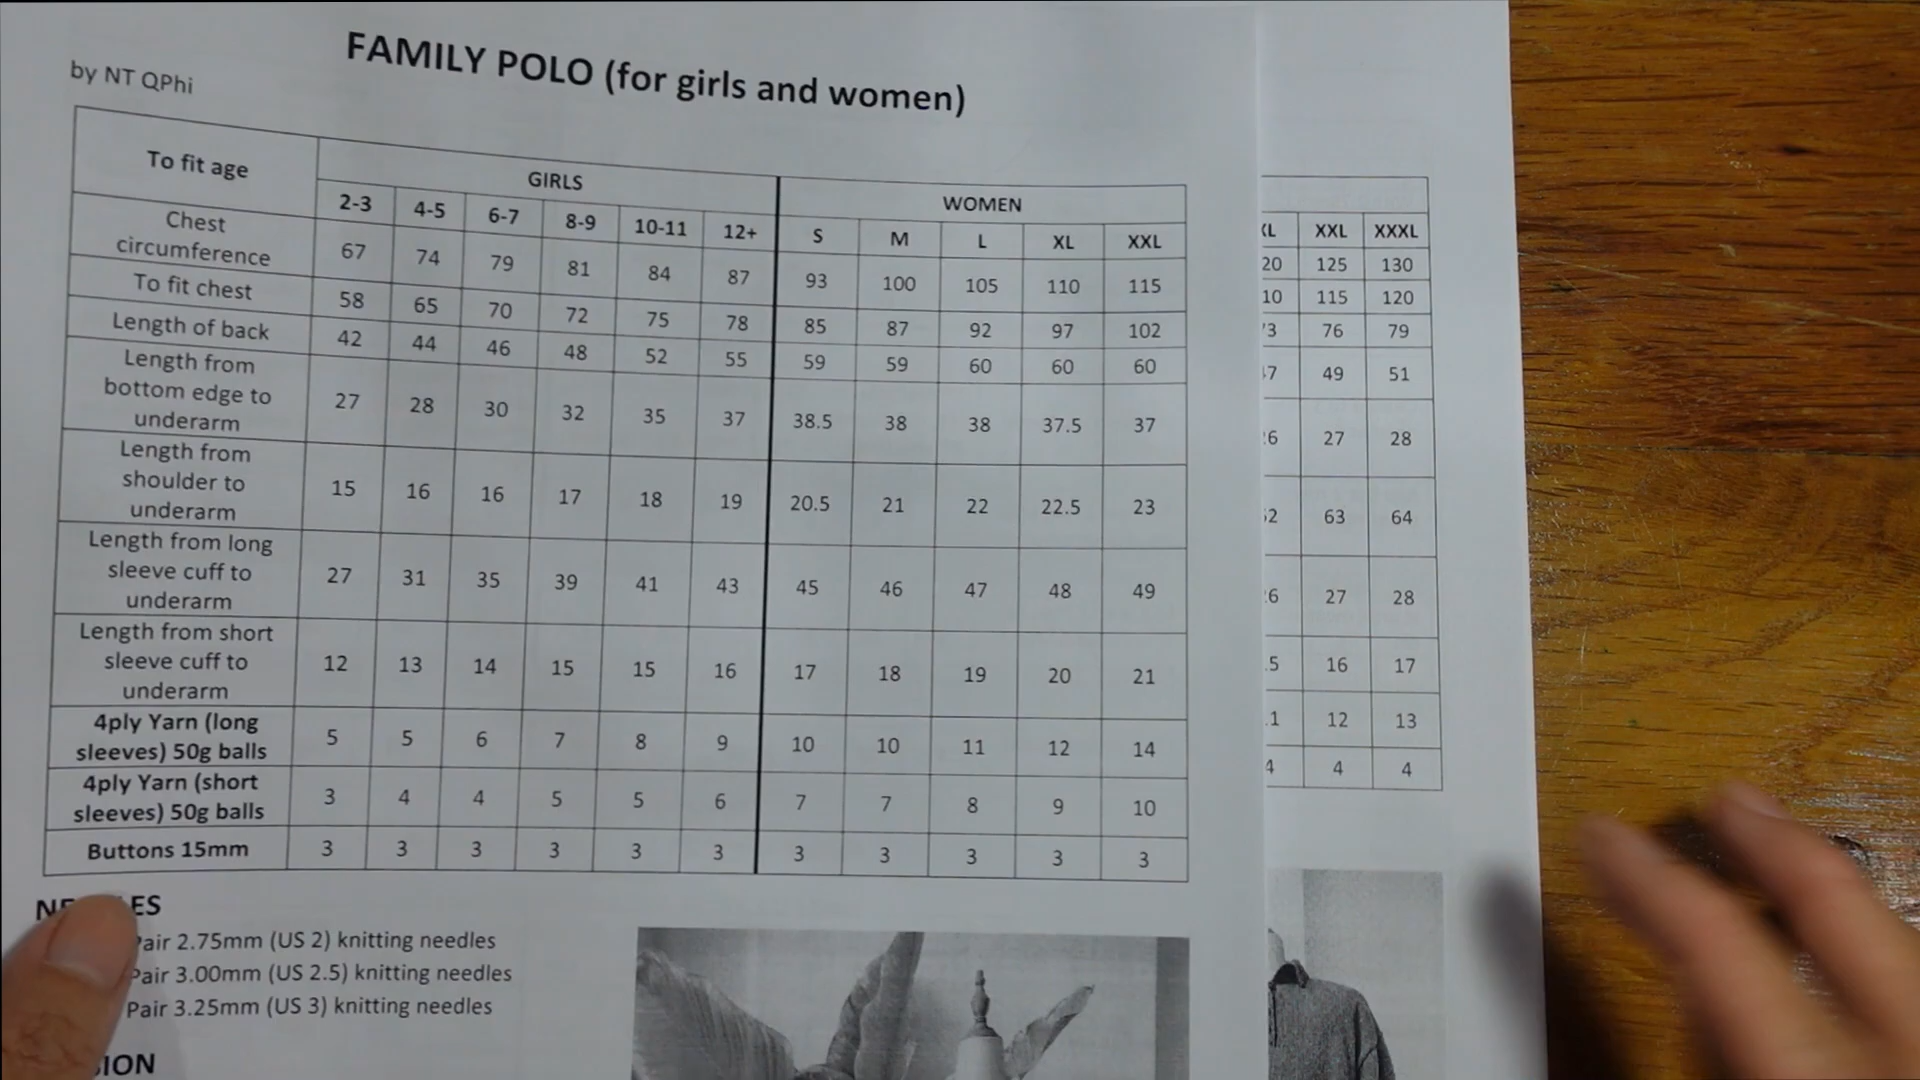 FAMILY POLO (for girls and women)
by NT QPhi
To fit age GIRLS WOMEN
2-3 4-5 6-7 8-9 10-11 12+ S M L XL XXL
Chest circumference 67 74 79 81 84 87 93 100 105 110 115
To fit chest 58 65 70 72 75 78 85 87 92 97 102
Length of back 42 44 46 48 52 55 59 59 60 60 60
Length from bottom edge to underarm 27 28 30 32 35 37 38.5 38 38 37.5 37
Length from shoulder to underarm 15 16 16 17 18 19 20.5 21 22 22.5 23
Length from long sleeve cuff to underarm 27 31 35 39 41 43 45 46 47 48 49
Length from short sleeve cuff to underarm 12 13 14 15 15 16 17 18 19 20 21
4ply Yarn (long sleeves) 50g balls 5 5 6 7 8 9 10 10 11 12 14
4ply Yarn (short sleeves) 50g balls 3 4 4 5 5 6 7 7 8 9 10
Buttons 15mm 3 3 3 3 3 3 3 3 3 3 3
Pair 2.75mm (US 2) knitting needles
Pair 3.00mm (US 2.5) knitting needles
Pair 3.25mm (US 3) knitting needles
XXL XXXL
20 125 130
10 115 120
76 79
49 51
27 28
63 64
27 28
16 17
12 13
4 4 4